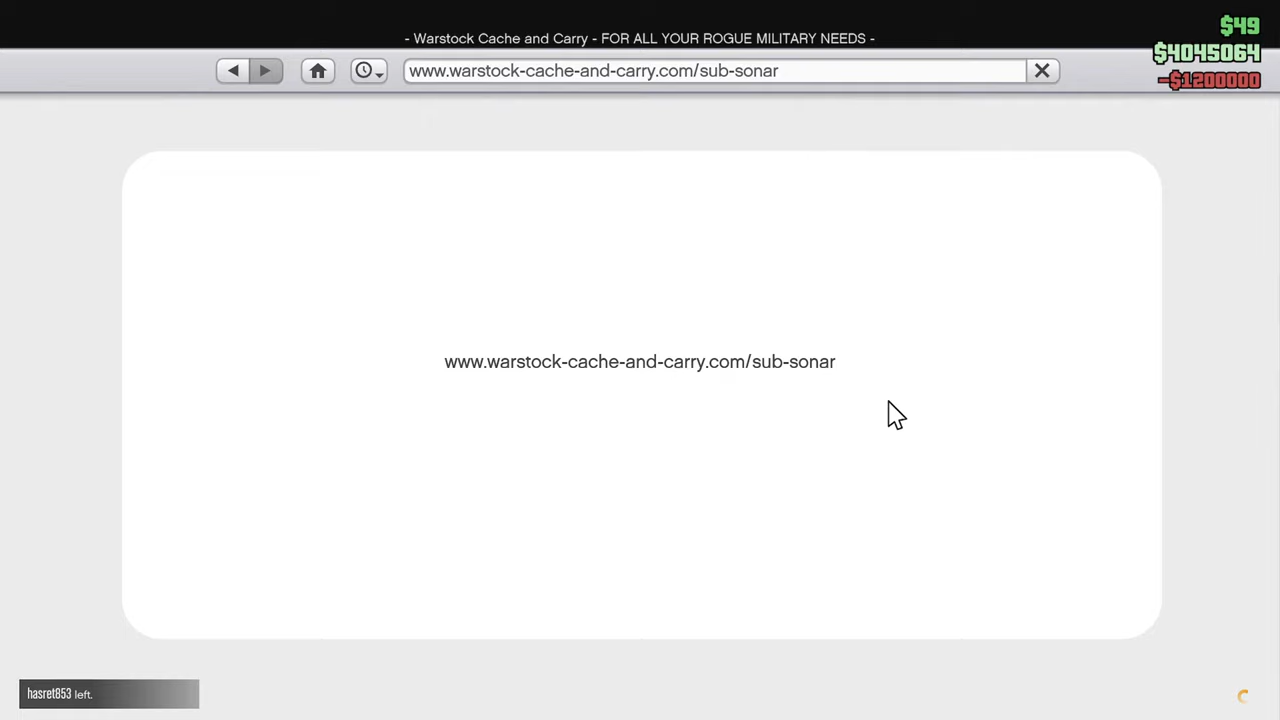 - Warstock Cache and Carry - FOR ALL YOUR ROGUE MILITARY NEEDS -
$49
$4045064
-$1200000
www.warstock-cache-and-carry.com/sub-sonar
www.warstock-cache-and-carry.com/sub-sonar
hasret853 left.